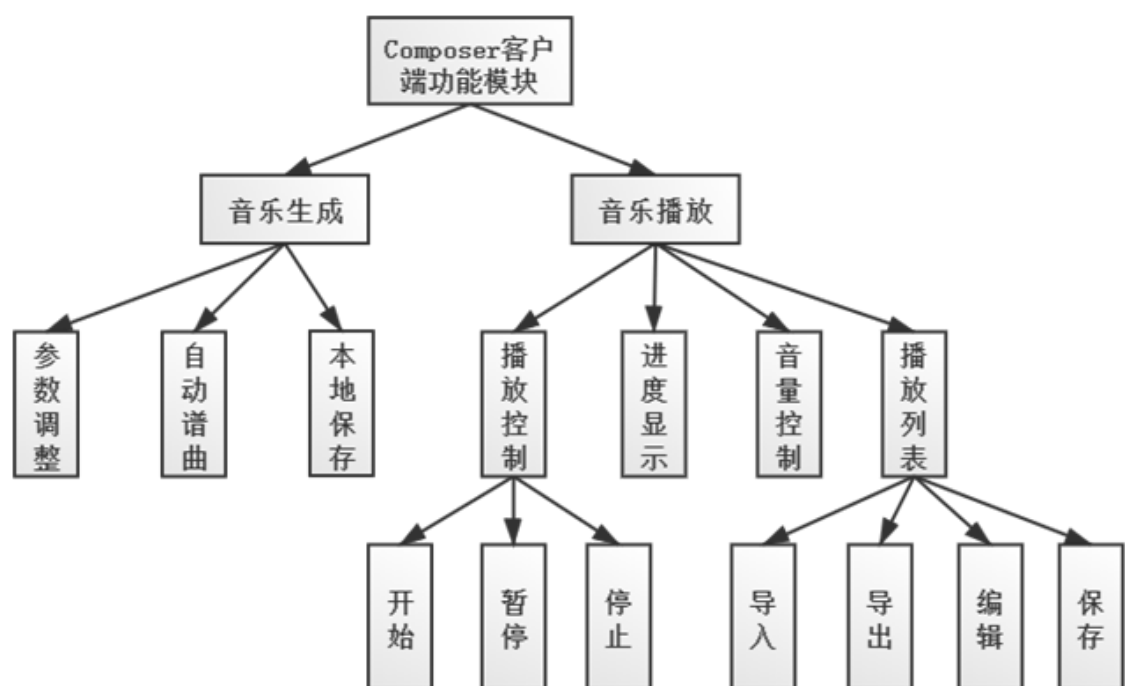 Composer客户
端功能模块
音乐生成
音乐播放
参数调整
自动谱曲
本地保存
播放控制
进度显示
音量控制
播放列表
开始
暂停
停止
导入
导出
编辑
保存